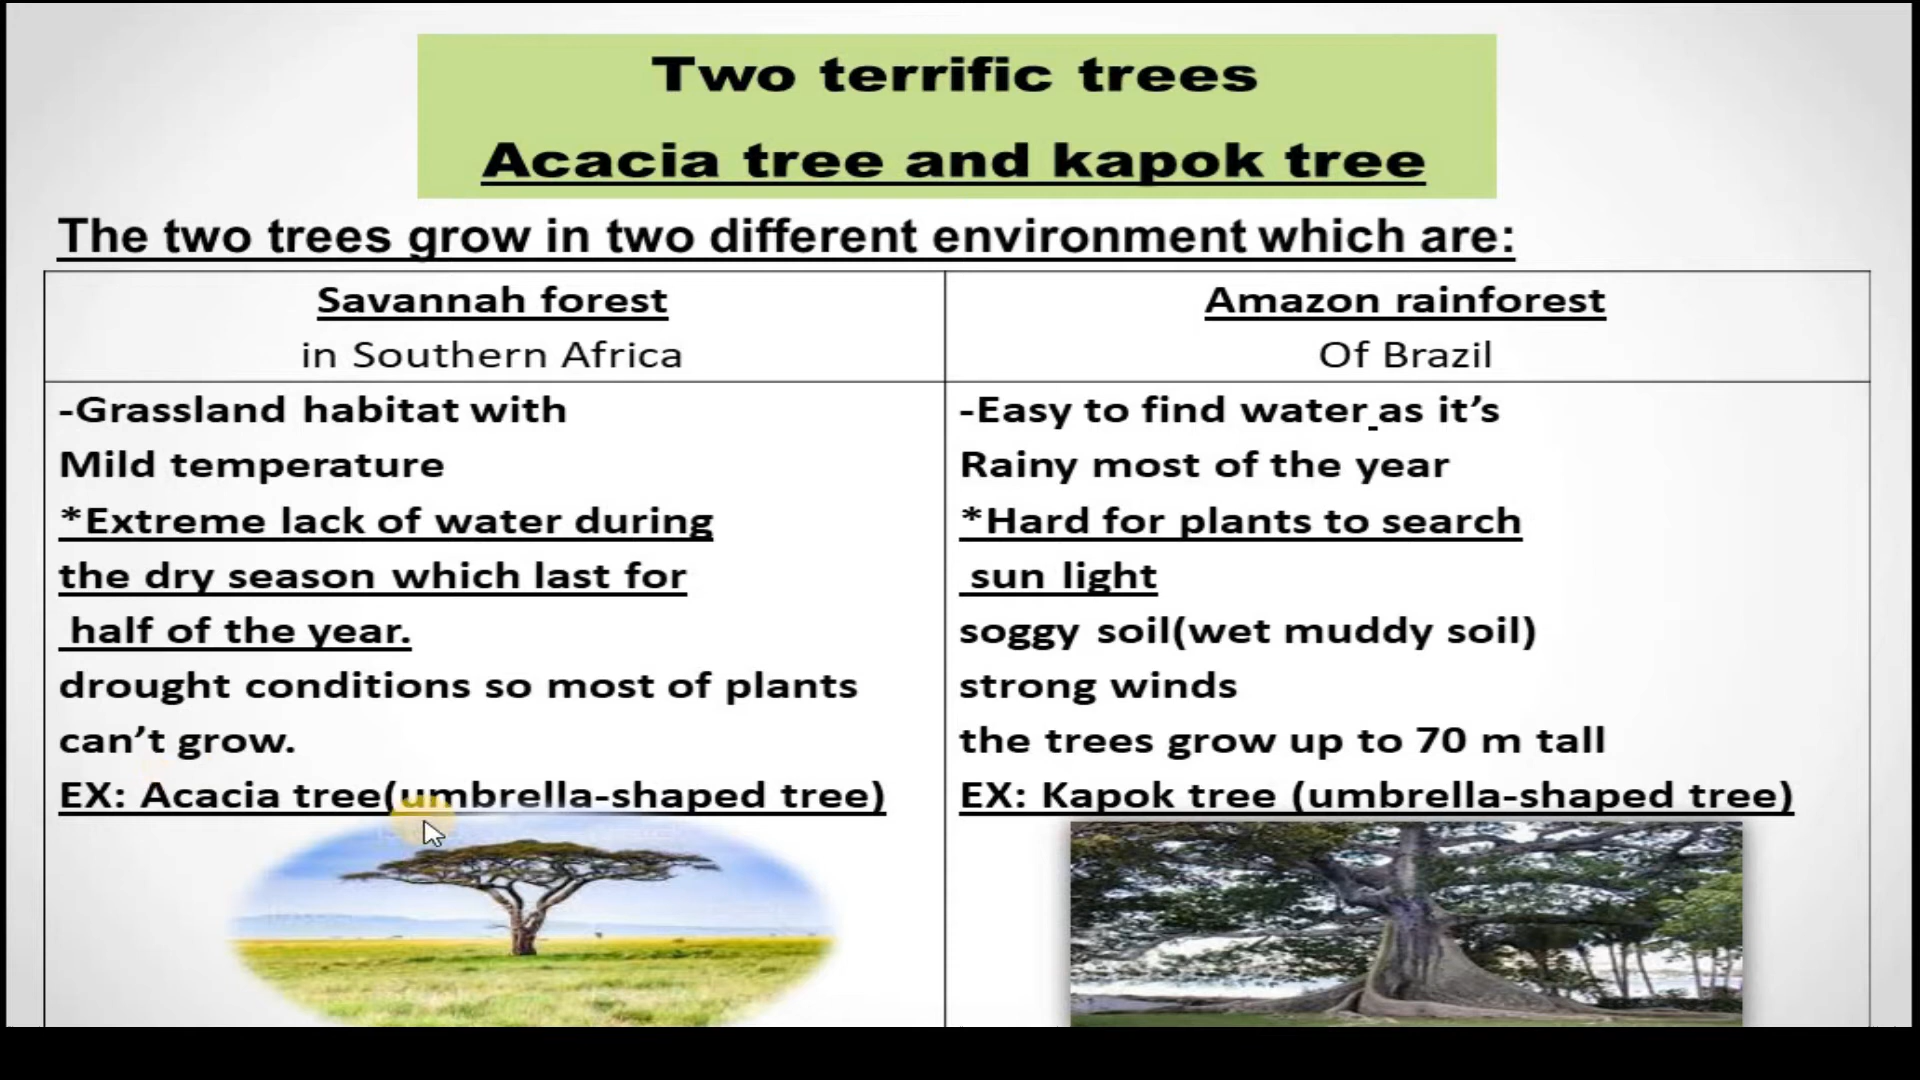 Two terrific trees
Acacia tree and kapok tree
The two trees grow in two different environment which are:
Savannah forest
in Southern Africa
-Grassland habitat with
Mild temperature
*Extreme lack of water during
the dry season which last for
half of the year.
drought conditions so most of plants
can’t grow.
EX: Acacia tree(umbrella-shaped tree)
Amazon rainforest
Of Brazil
-Easy to find water as it’s
Rainy most of the year
*Hard for plants to search
sun light
soggy soil(wet muddy soil)
strong winds
the trees grow up to 70 m tall
EX: Kapok tree (umbrella-shaped tree)